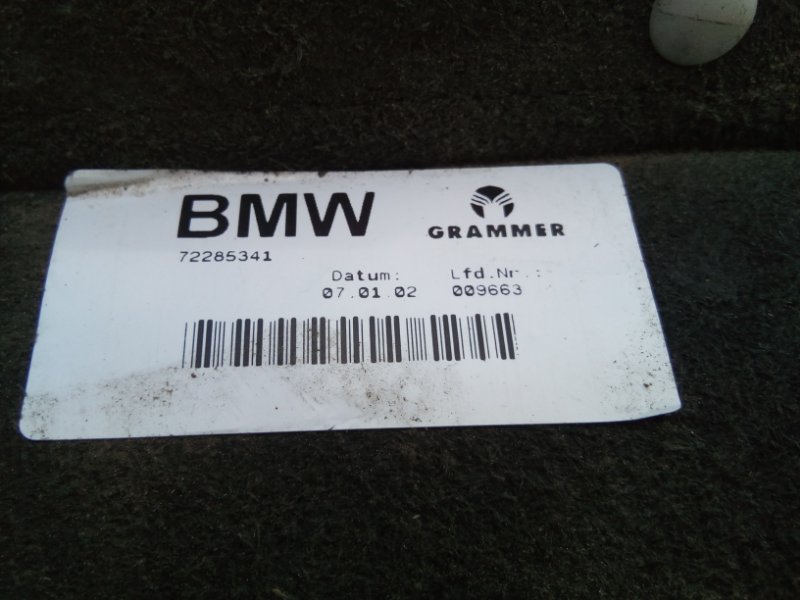 BMW
GRAMMER
72285341
Datum: Lfd.Nr.:
07.01.02 009663